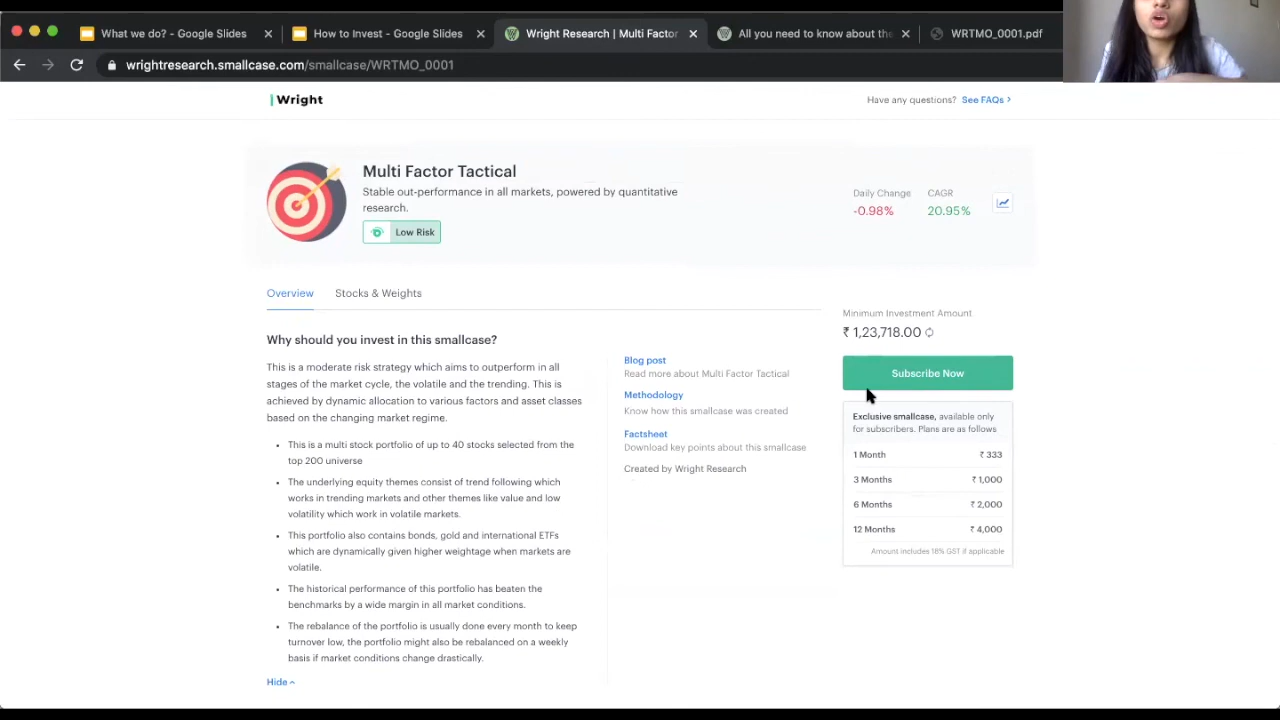 What we do? - Google Slides
How to Invest - Google Slides
Wright Research | Multi Factor
All you need to know about the
WRTMO_0001.pdf
wrightresearch.smallcase.com/smallcase/WRTMO_0001
Wright
Have any questions? See FAQs >
Multi Factor Tactical
Stable out-performance in all markets, powered by quantitative
research.
Low Risk
Daily Change
CAGR
-0.98%
20.95%
Overview
Stocks & Weights
Why should you invest in this smallcase?
This is a moderate risk strategy which aims to outperform in all
stages of the market cycle, the volatile and the trending. This is
achieved by dynamic allocation to various factors and asset classes
based on the changing market regime.
• This is a multi stock portfolio of up to 40 stocks selected from the
top 200 universe
• The underlying equity themes consist of trend following which
works in trending markets and other themes like value and low
volatility which work in volatile markets.
• This portfolio also contains bonds, gold and international ETFs
which are dynamically given higher weightage when markets are
volatile.
• The historical performance of this portfolio has beaten the
benchmarks by a wide margin in all market conditions.
• The rebalance of the portfolio is usually done every month to keep
turnover low, the portfolio might also be rebalanced on a weekly
basis if market conditions change drastically.
Hide
Blog post
Read more about Multi Factor Tactical
Methodology
Know how this smallcase was created
Factsheet
Download key points about this smallcase
Created by Wright Research
Minimum Investment Amount
₹ 1,23,718.00
Subscribe Now
Exclusive smallcase, available only
for subscribers. Plans are as follows
1 Month ₹ 333
3 Months ₹ 1,000
6 Months ₹ 2,000
12 Months ₹ 4,000
Amount includes 18% GST if applicable